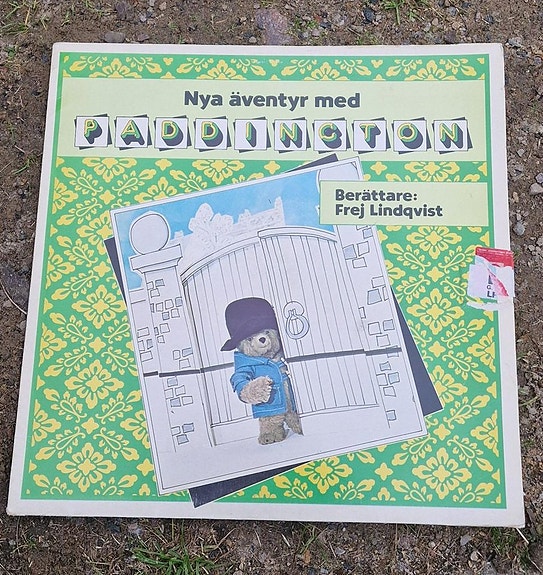 Nya äventyr med
PADDINGTON
Berättare:
Frej Lindqvist